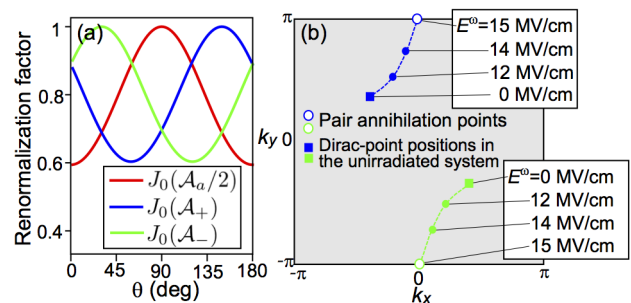 (a)
Renormalization factor
1
0.8
0.6
0.4
J₀(𝒜ₐ/2)
J₀(𝒜₊)
J₀(𝒜₋)
0 45 90 135 180
θ (deg)
(b)
π
E^ω=15 MV/cm
14 MV/cm
12 MV/cm
0 MV/cm
k_y
0
Pair annihilation points
Dirac-point positions in
the unirradiated system
E^ω=0 MV/cm
12 MV/cm
14 MV/cm
15 MV/cm
-π
-π 0 π
kₓ